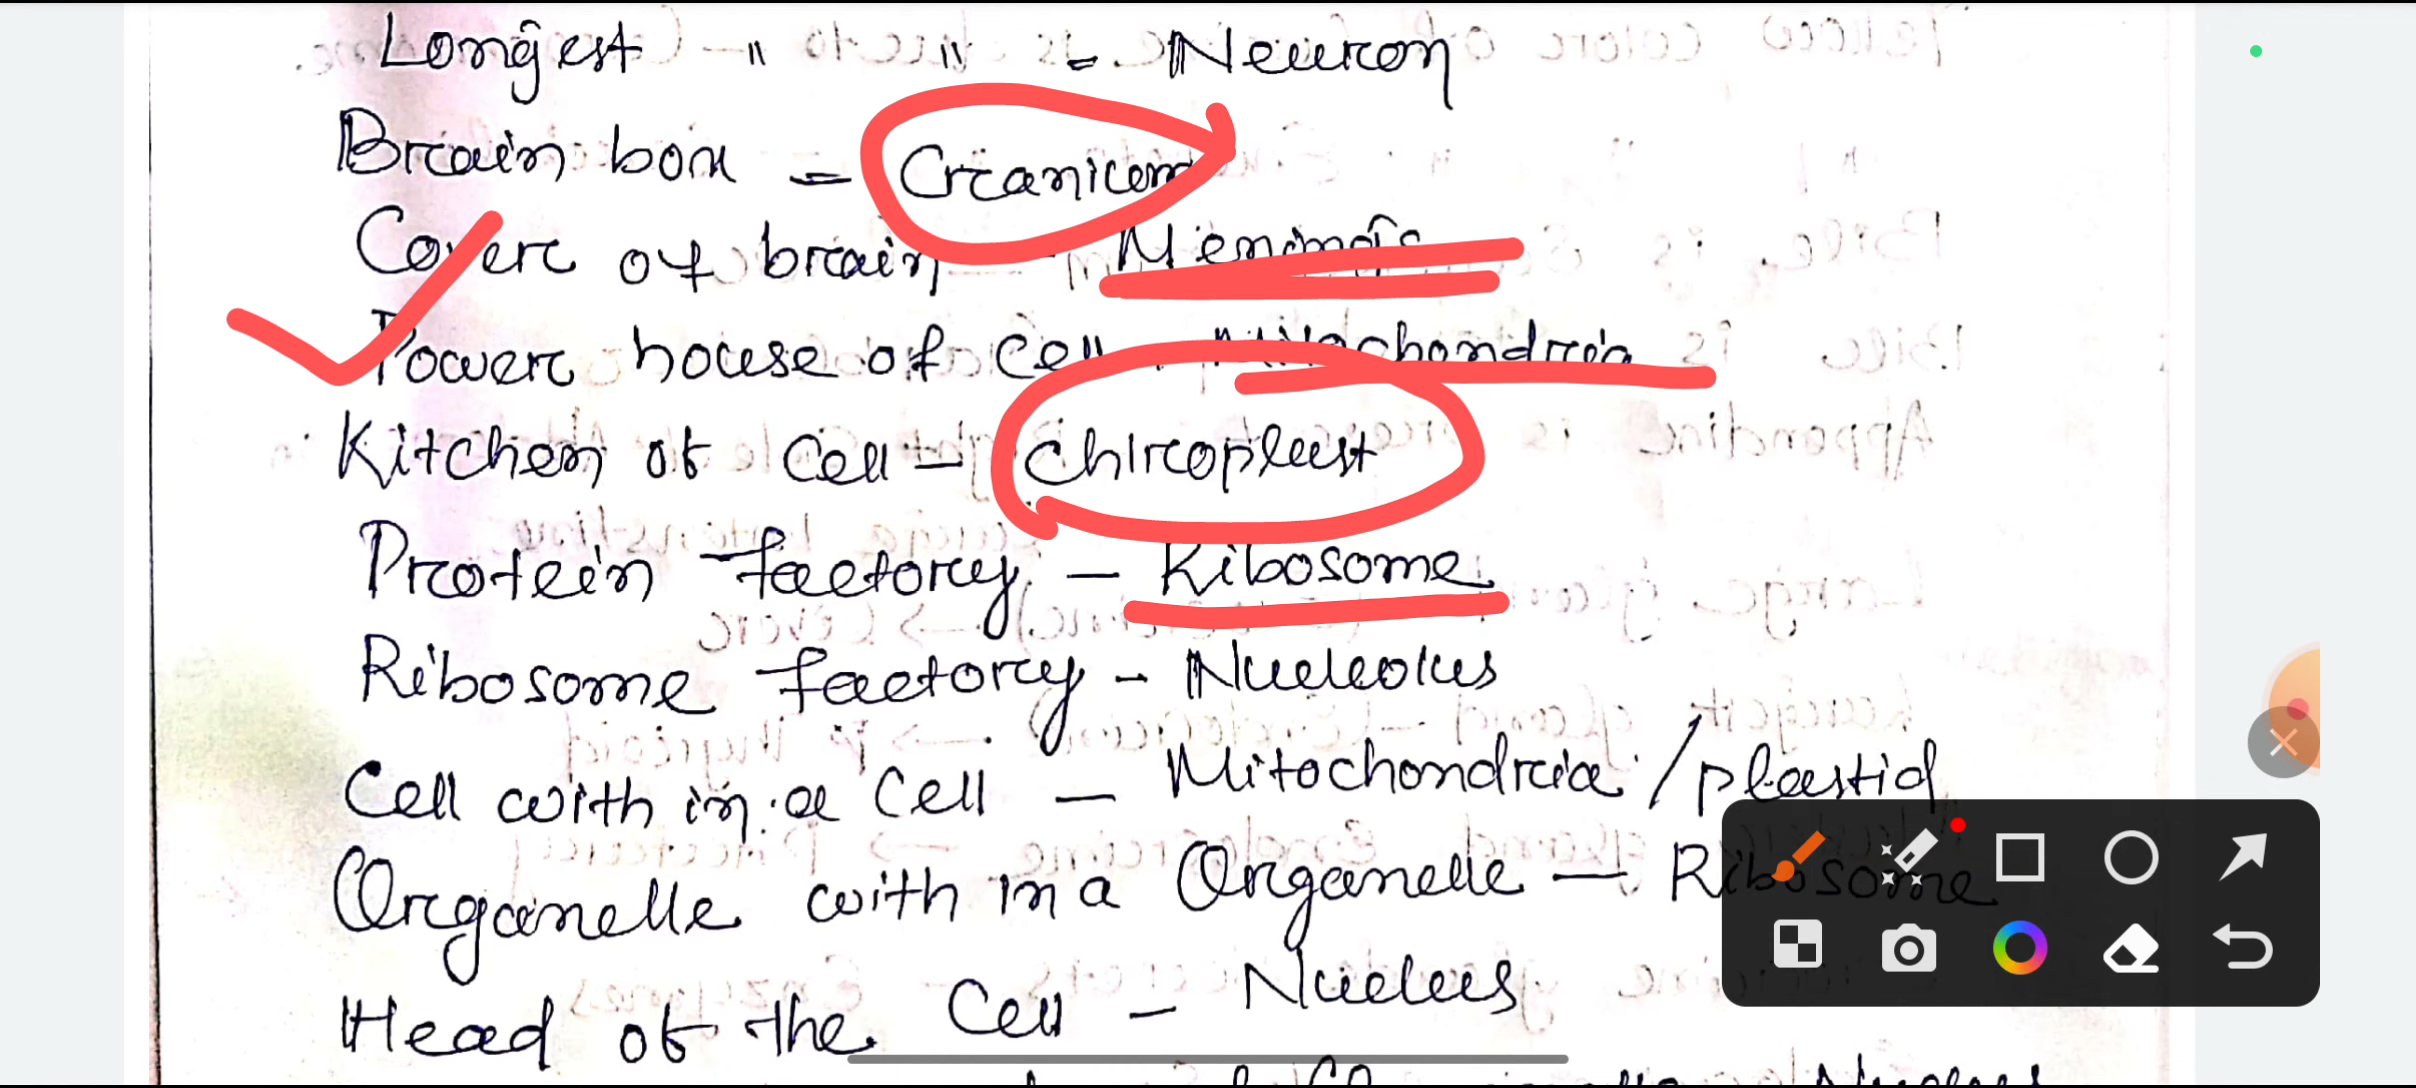 Longest -" " - Neuron
Brain box - Cranium
Cover of brain - Meninges
Power house of cell - Mitochondria
Kitchen of Cell - Chlroplast
Protein factory - Ribosome
Ribosome factory - Nucleolus
Cell with in a Cell - Mitochondria / plastid
Organelle with in a Organelle - Ribosome
Head of the Cell - Nucleus